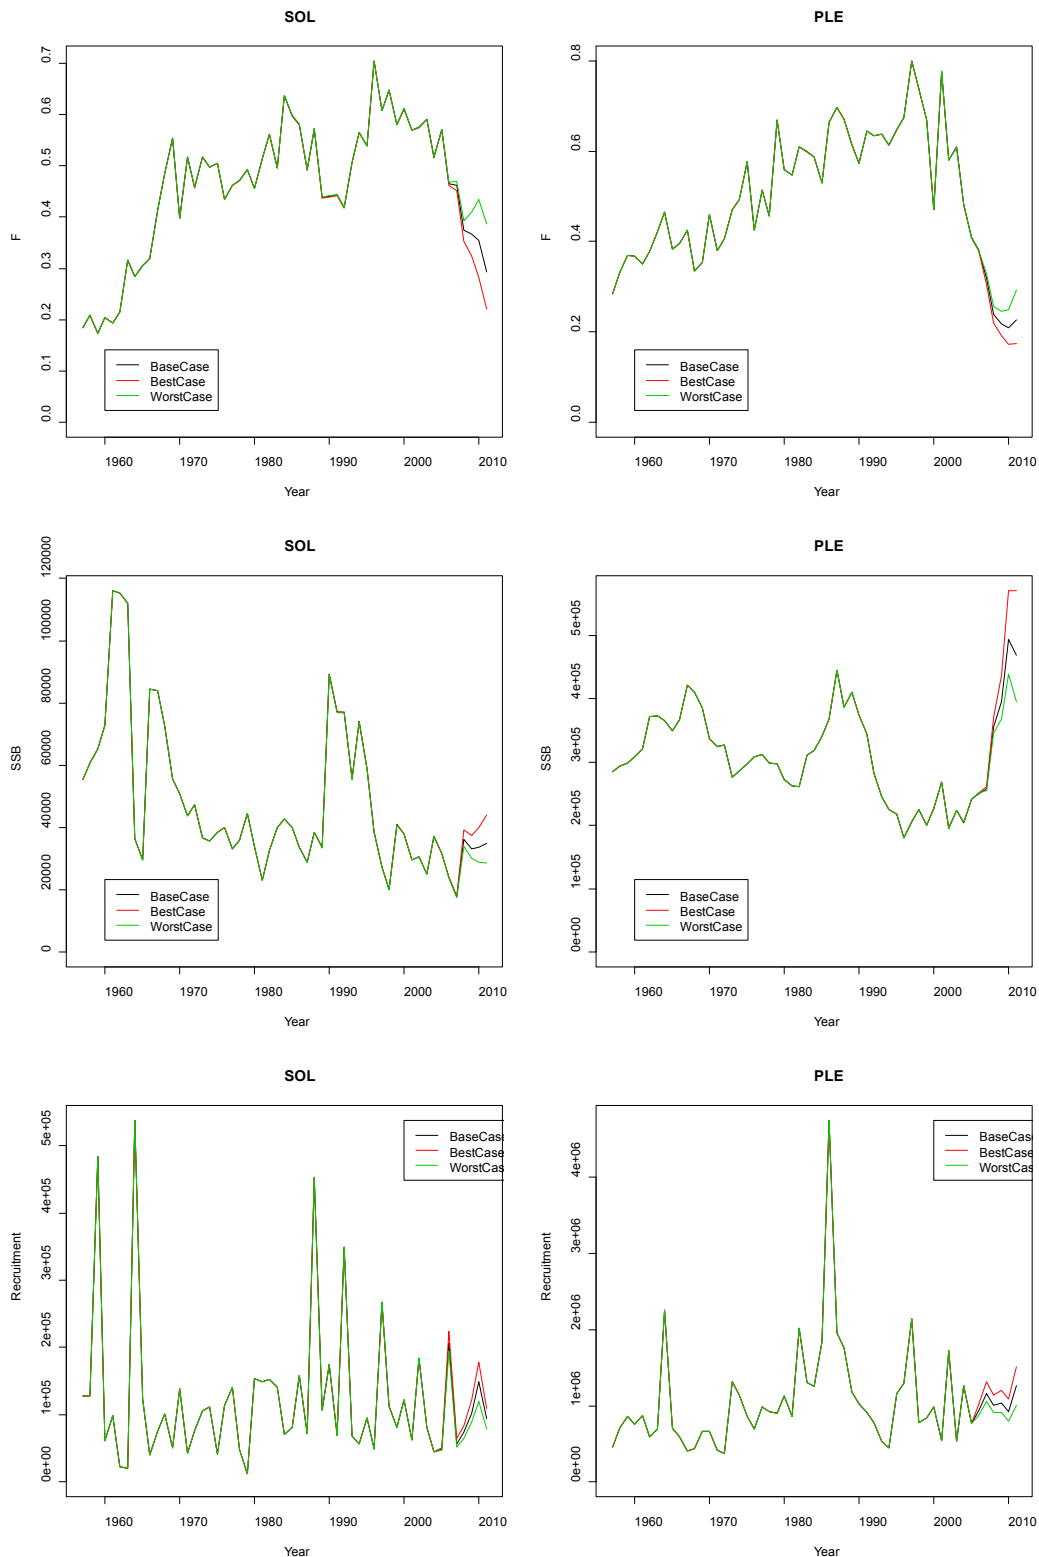 SOL
F
0.0 0.1 0.2 0.3 0.4 0.5 0.6 0.7
BaseCase
BestCase
WorstCase
1960 1970 1980 1990 2000 2010
Year
PLE
F
0.0 0.2 0.4 0.6 0.8
BaseCase
BestCase
WorstCase
1960 1970 1980 1990 2000 2010
Year
SOL
SSB
0 20000 40000 60000 80000 100000 120000
BaseCase
BestCase
WorstCase
1960 1970 1980 1990 2000 2010
Year
PLE
SSB
0e+00 1e+05 2e+05 3e+05 4e+05 5e+05
BaseCase
BestCase
WorstCase
1960 1970 1980 1990 2000 2010
Year
SOL
Recruitment
0e+00 1e+05 2e+05 3e+05 4e+05 5e+05
BaseCase
BestCase
WorstCase
1960 1970 1980 1990 2000 2010
Year
PLE
Recruitment
0e+00 1e+06 2e+06 3e+06 4e+06
BaseCas
BestCase
WorstCas
1960 1970 1980 1990 2000 2010
Year